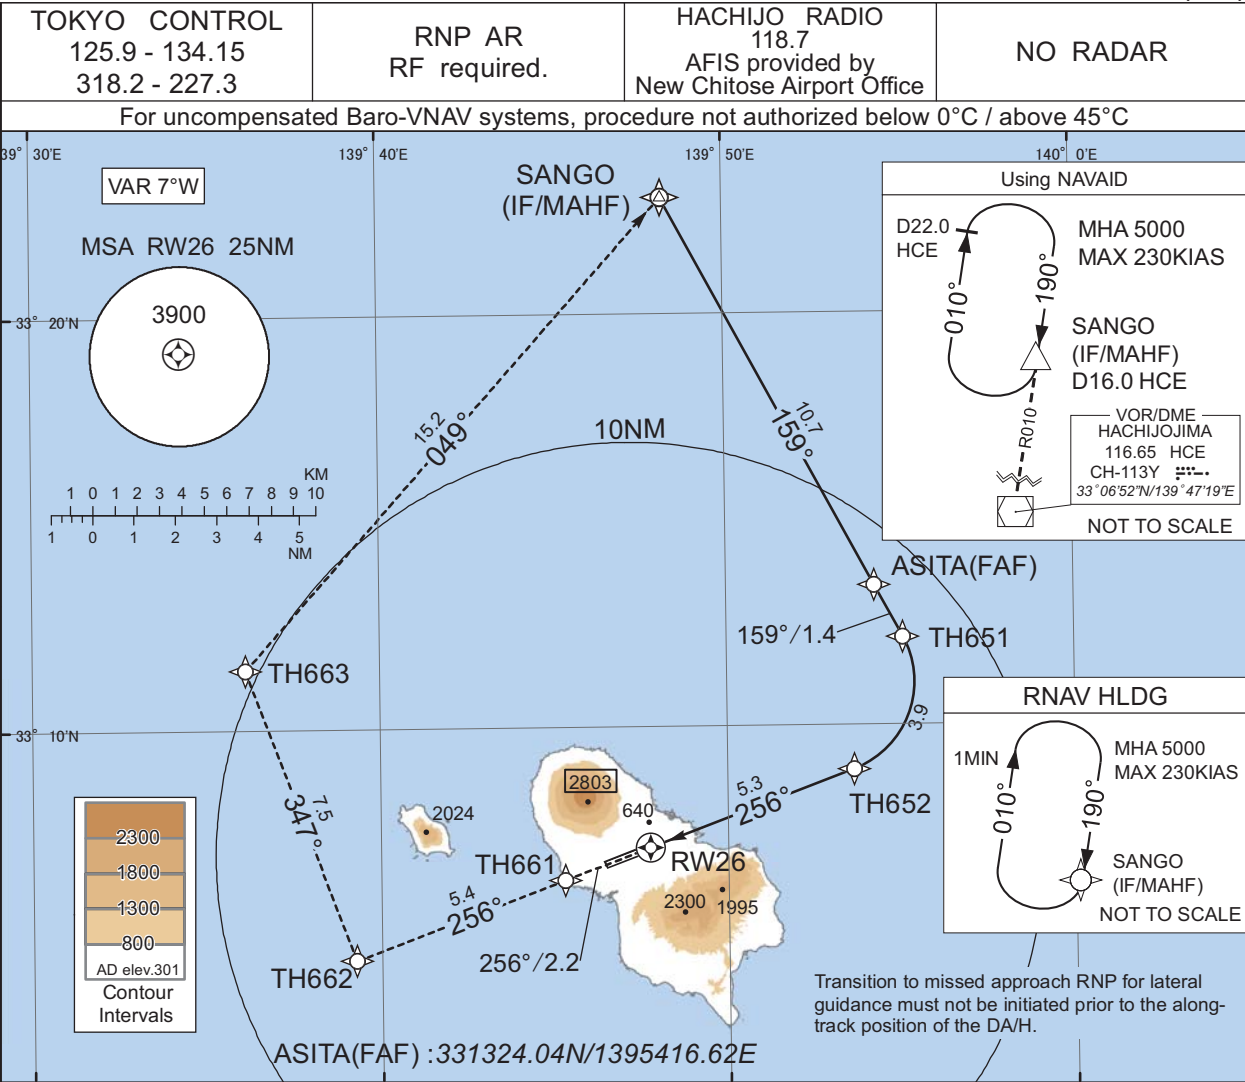 TOKYO CONTROL
125.9 - 134.15
318.2 - 227.3
RNP AR
RF required.
HACHIJO RADIO
118.7
AFIS provided by
New Chitose Airport Office
NO RADAR
For uncompensated Baro-VNAV systems, procedure not authorized below 0°C / above 45°C
39° 30'E
139° 40'E
139° 50'E
140° 0'E
VAR 7°W
MSA RW26 25NM
3900
33° 20'N
KM
1 0 1 2 3 4 5 6 7 8 9 10
1 0 1 2 3 4 5
NM
SANGO
(IF/MAHF)
15.2
049°
10NM
10.7
159°
Using NAVAID
D22.0
HCE
MHA 5000
MAX 230KIAS
010°
190°
SANGO
(IF/MAHF)
D16.0 HCE
R010
VOR/DME
HACHIJOJIMA
116.65 HCE
CH-113Y
33°06'52"N/139°47'19"E
NOT TO SCALE
ASITA(FAF)
159°/1.4
TH651
TH663
3.9
33° 10'N
7.5
347°
2803
640
2024
5.3
256°
TH652
RW26
TH661
5.4
256°
2300
1995
256°/2.2
TH662
RNAV HLDG
1MIN
MHA 5000
MAX 230KIAS
010°
190°
SANGO
(IF/MAHF)
NOT TO SCALE
2300
1800
1300
800
AD elev.301
Contour
Intervals
Transition to missed approach RNP for lateral
guidance must not be initiated prior to the along-
track position of the DA/H.
ASITA(FAF) :331324.04N/1395416.62E